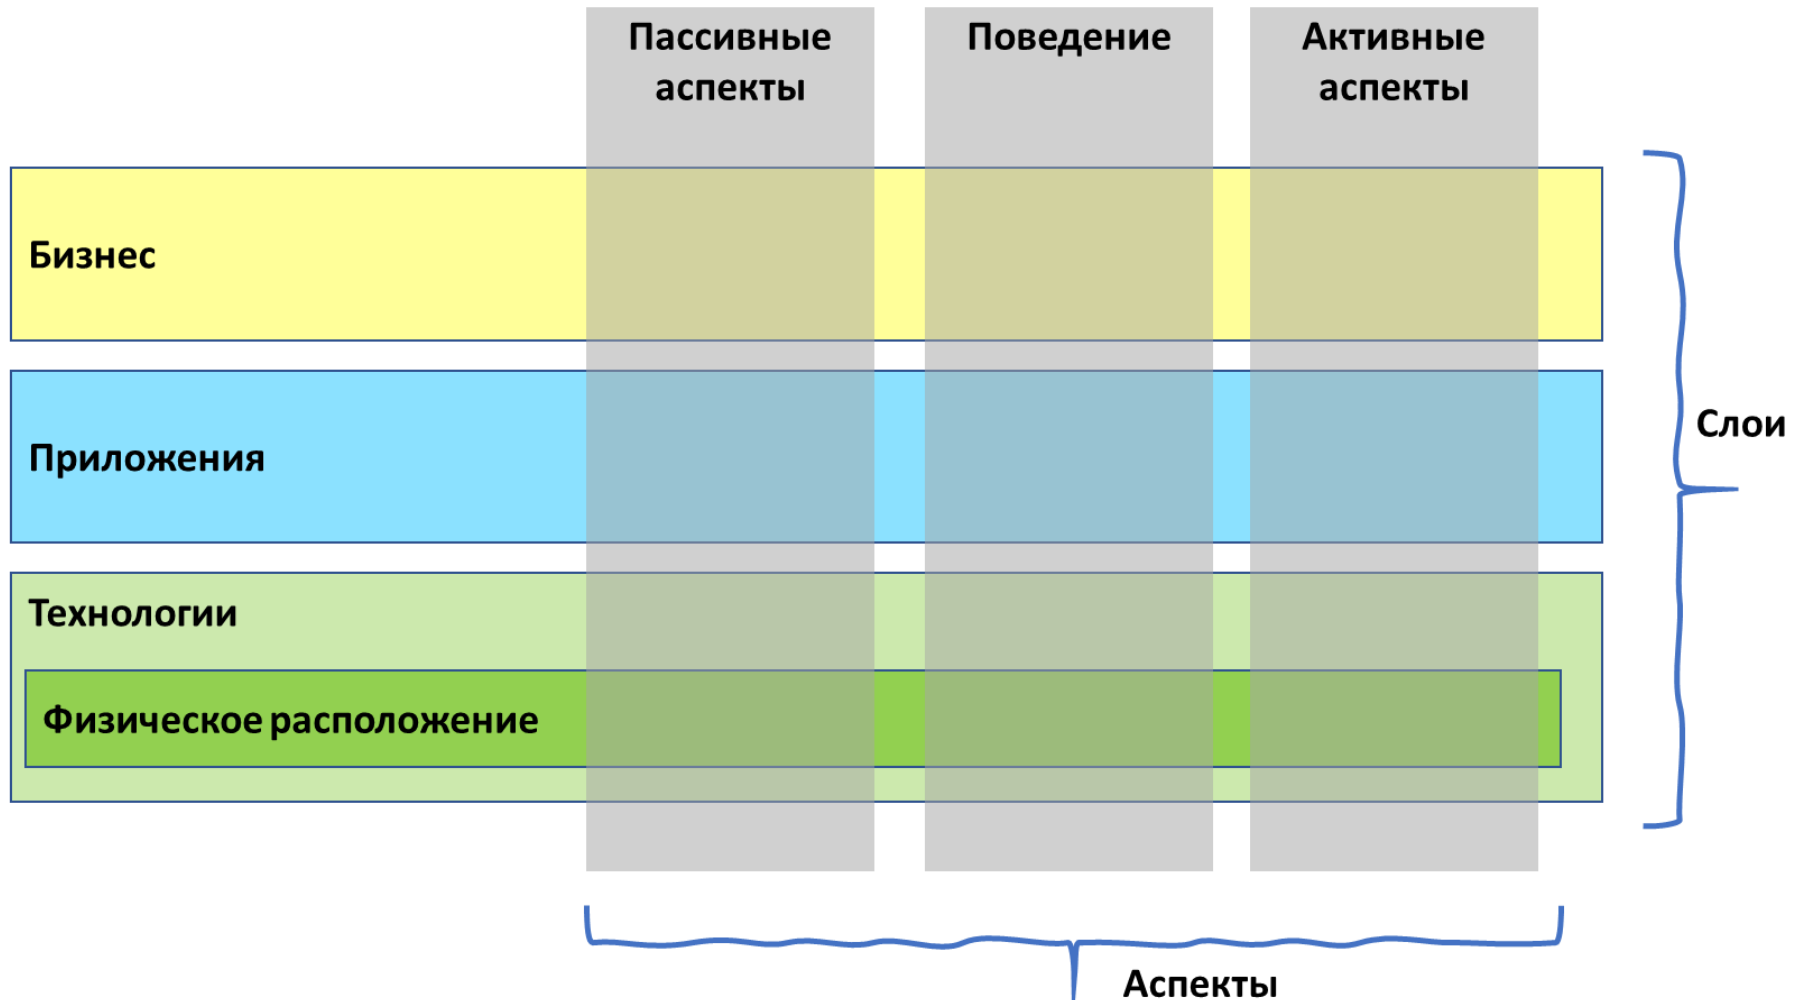 Пассивные
аспекты
Поведение
Активные
аспекты
Бизнес
Приложения
Слои
Технологии
Физическое расположение
Аспекты